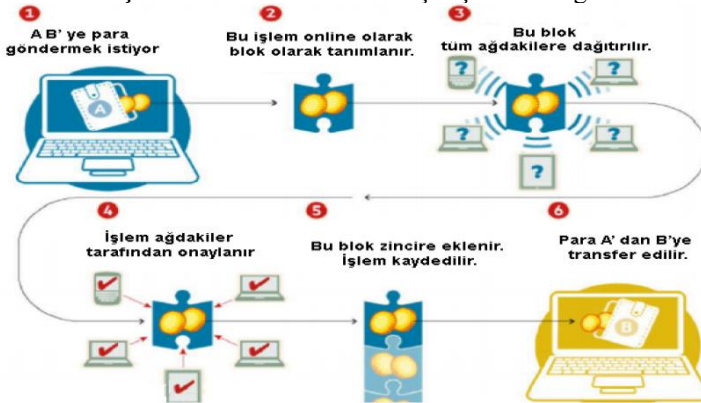 1
A B' ye para
göndermek istiyor
A
2
Bu işlem online olarak
blok olarak tanımlanır.
3
Bu blok
tüm ağdakilere dağıtırılır.
?
?
?
?
?
4
İşlem ağdakiler
tarafından onaylanır
5
Bu blok zincire eklenir.
İşlem kaydedilir.
6
Para A' dan B'ye
transfer edilir.
B